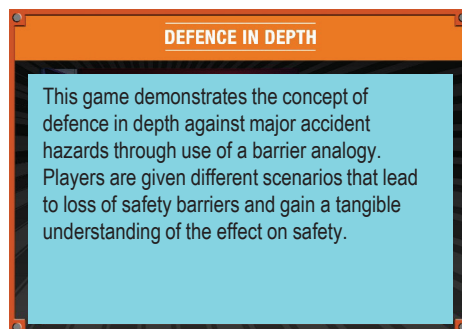 DEFENCE IN DEPTH
This game demonstrates the concept of
defence in depth against major accident
hazards through use of a barrier analogy.
Players are given different scenarios that lead
to loss of safety barriers and gain a tangible
understanding of the effect on safety.